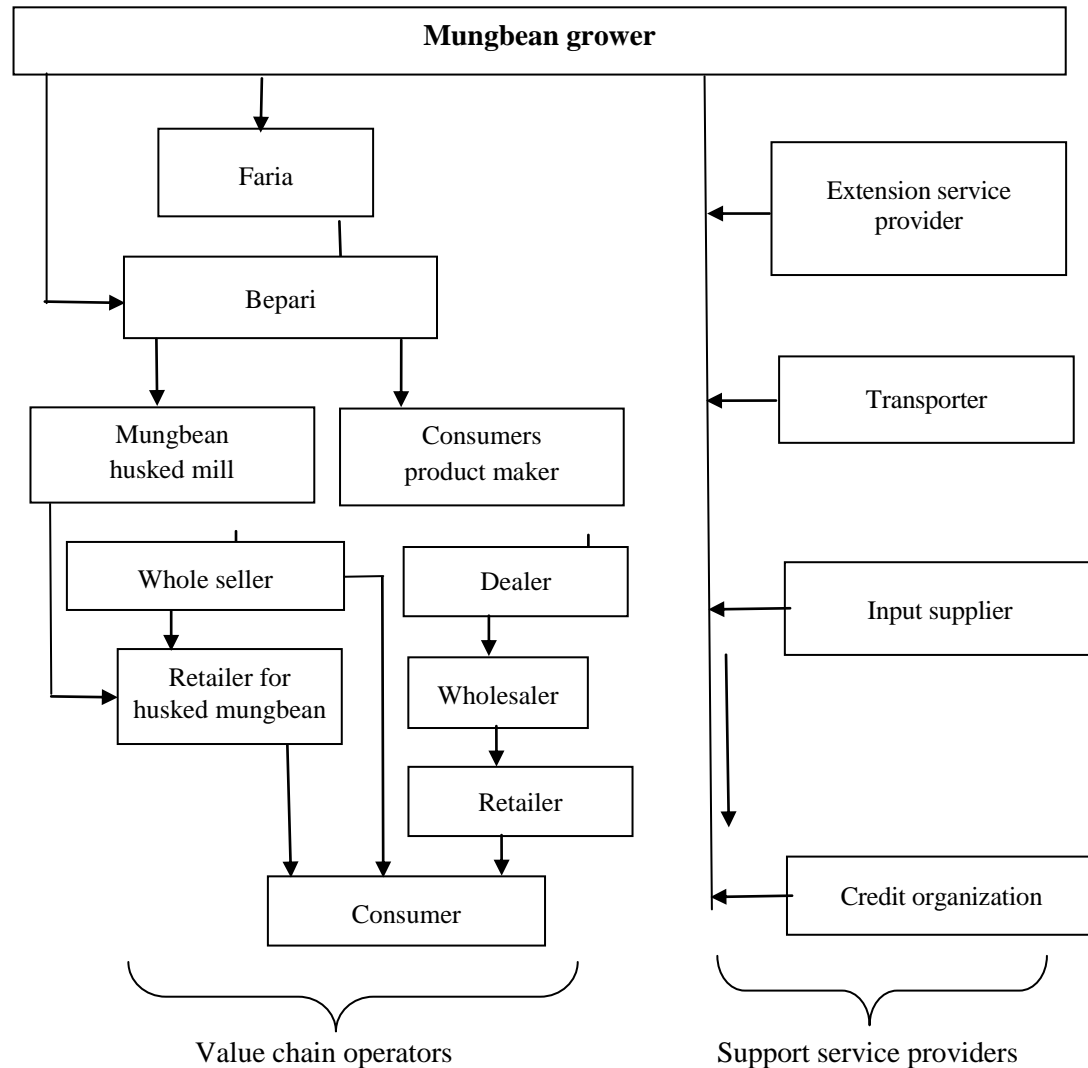 Mungbean grower
Faria
Extension service
provider
Bepari
Mungbean
husked mill
Consumers
product maker
Transporter
Whole seller
Dealer
Input supplier
Retailer for
husked mungbean
Wholesaler
Retailer
Consumer
Credit organization
Value chain operators
Support service providers